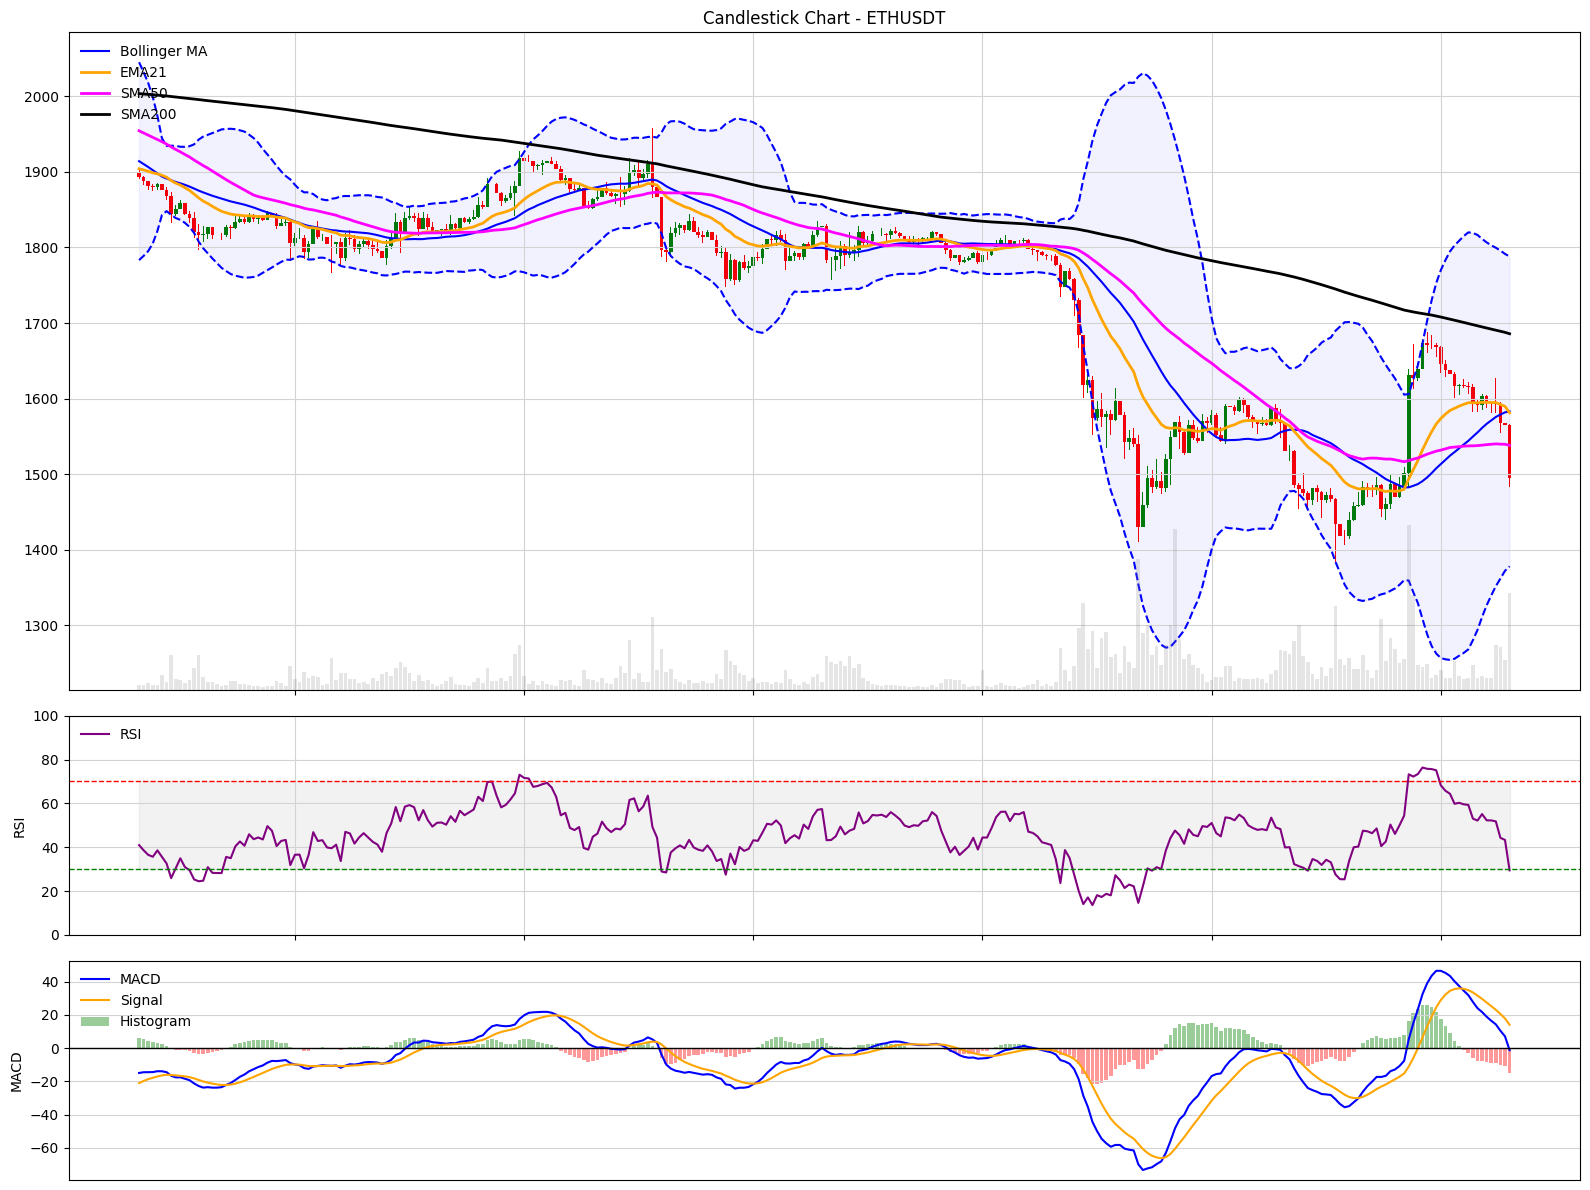 Candlestick Chart - ETHUSDT
Bollinger MA
EMA21
SMA50
SMA200
2000
1900
1800
1700
1600
1500
1400
1300
RSI
100
80
60
40
20
0
RSI
MACD
Signal
Histogram
40
20
0
−20
−40
−60
MACD